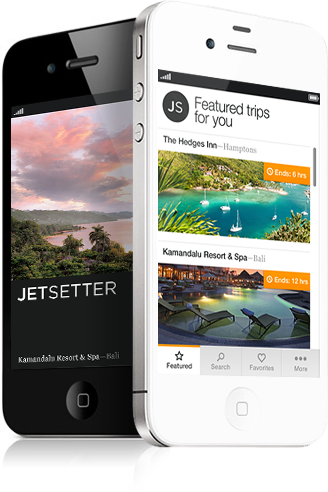 JETSETTER
Kamandalu Resort & Spa—Bali
JS
Featured trips
for you
The Hedges Inn—Hamptons
Ends: 6 hrs
Kamandalu Resort & Spa—Bali
Ends: 12 hrs
Featured
Search
Favorites
More